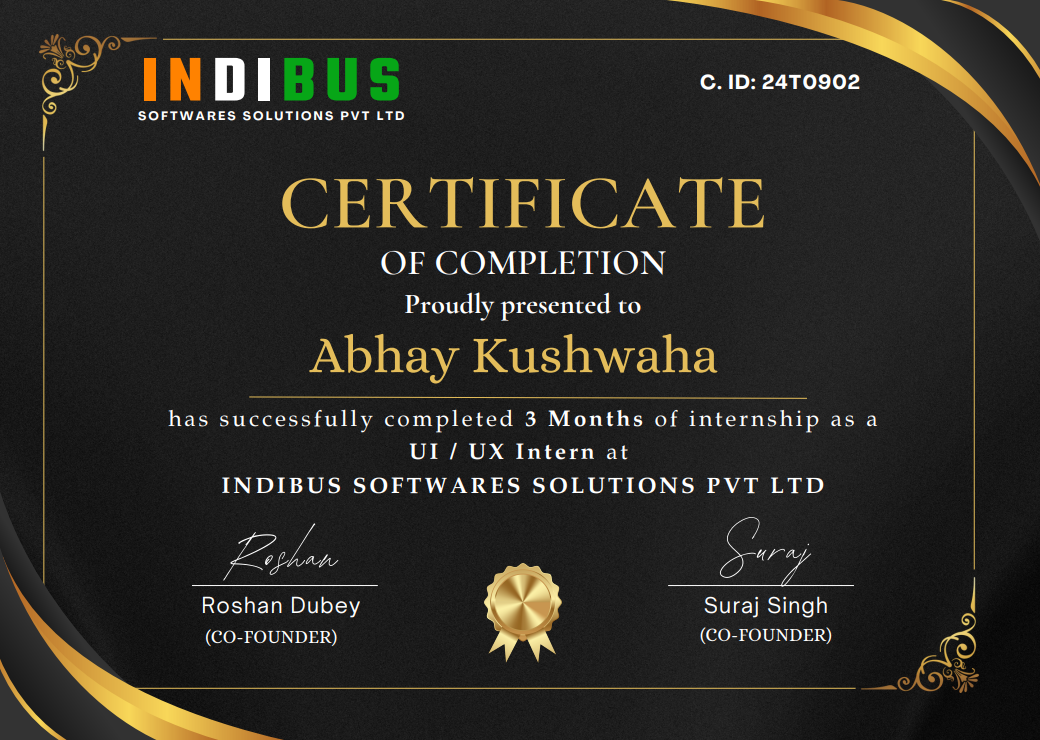 INDIBUS
SOFTWARES SOLUTIONS PVT LTD
C. ID: 24T0902
CERTIFICATE
OF COMPLETION
Proudly presented to
Abhay Kushwaha
has successfully completed 3 Months of internship as a
UI / UX Intern at
INDIBUS SOFTWARES SOLUTIONS PVT LTD
Roshan
Suraj
Roshan Dubey
Suraj Singh
(CO-FOUNDER)
(CO-FOUNDER)